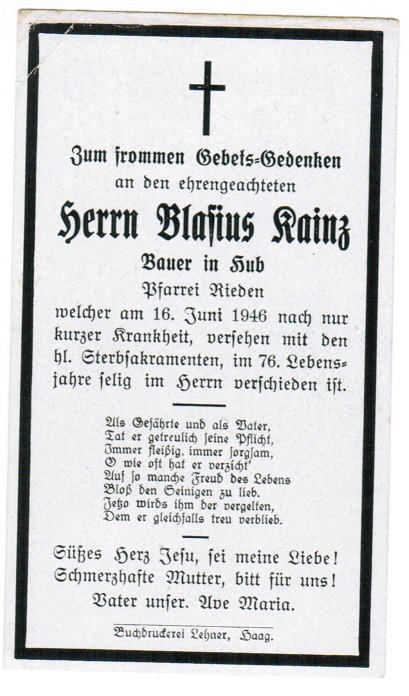 Zum frommen Gebets-Gedenken
an den ehrengeachteten
Herrn Blasius Kainz
Bauer in Hub
Pfarrei Rieden
welcher am 16. Juni 1946 nach nur
kurzer Krankheit, versehen mit den
hl. Sterbsakramenten, im 76. Lebens-
jahre selig im Herrn verschieden ist.
Als Gefährte und als Vater,
Tat er getreulich seine Pflicht,
Immer fleißig, immer sorgsam,
O wie oft hat er verzicht'
Auf so manche Freud des Lebens
Bloß den Seinigen zu lieb.
Jetzo wirds ihm der vergelten,
Dem er gleichfalls treu verblieb.
Süßes Herz Jesu, sei meine Liebe!
Schmerzhafte Mutter, bitt für uns!
Vater unser. Ave Maria.
Buchdruckerei Lehner, Haag.